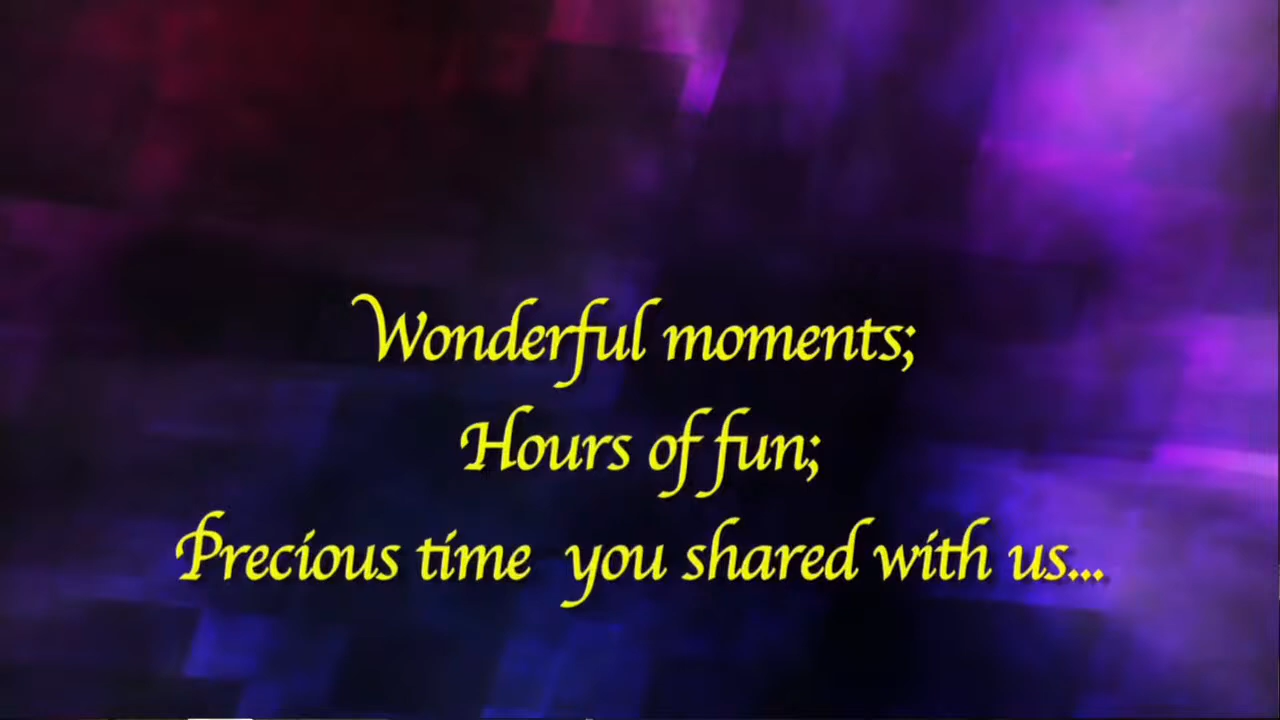 Wonderful moments;
Hours of fun;
Precious time you shared with us...